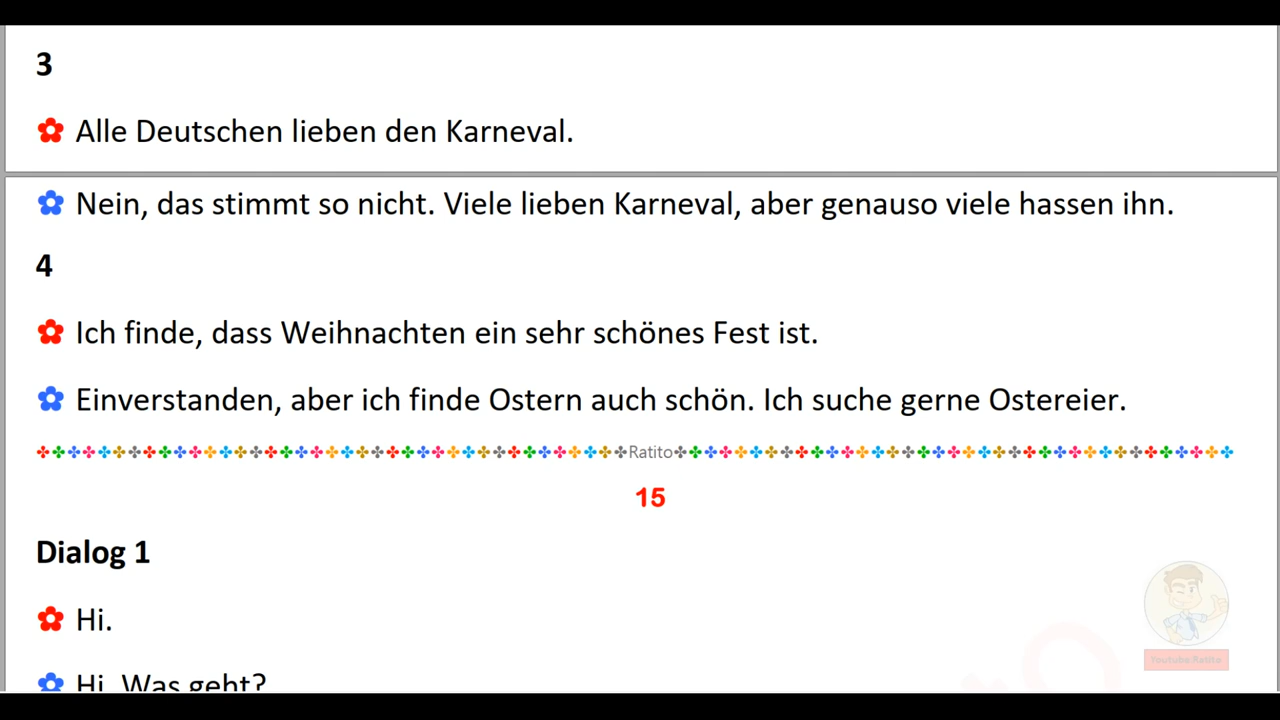 3
Alle Deutschen lieben den Karneval.
Nein, das stimmt so nicht. Viele lieben Karneval, aber genauso viele hassen ihn.
4
Ich finde, dass Weihnachten ein sehr schönes Fest ist.
Einverstanden, aber ich finde Ostern auch schön. Ich suche gerne Ostereier.
Ratito
15
Dialog 1
Hi.
Hi. Was geht?
Youtube:Ratito